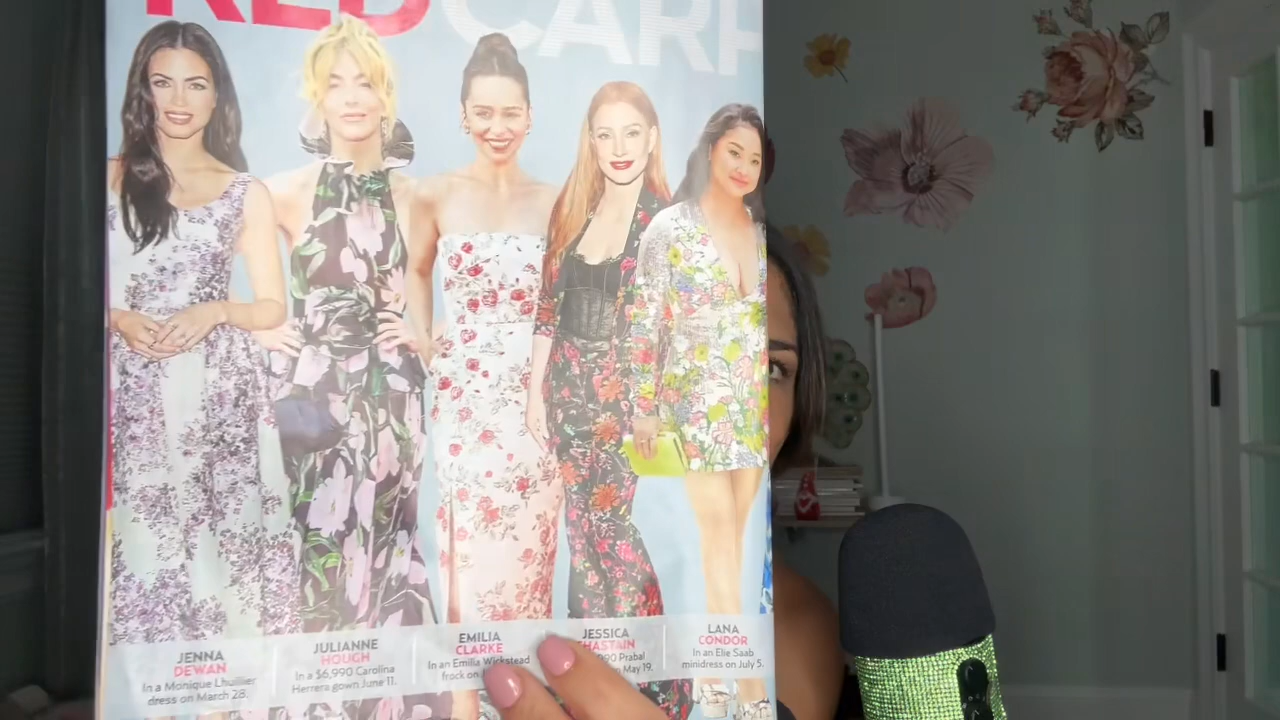 RED CARP
JENNA
DEWAN
In a Monique Lhuillier
dress on March 28.
JULIANNE
HOUGH
In a $6,990 Carolina
Herrera gown June 11.
EMILIA
CLARKE
In an Emilia Wickstead
frock on
JESSICA
CHASTAIN
90 Prabal
May 19.
LANA
CONDOR
In an Elie Saab
minidress on July 5.